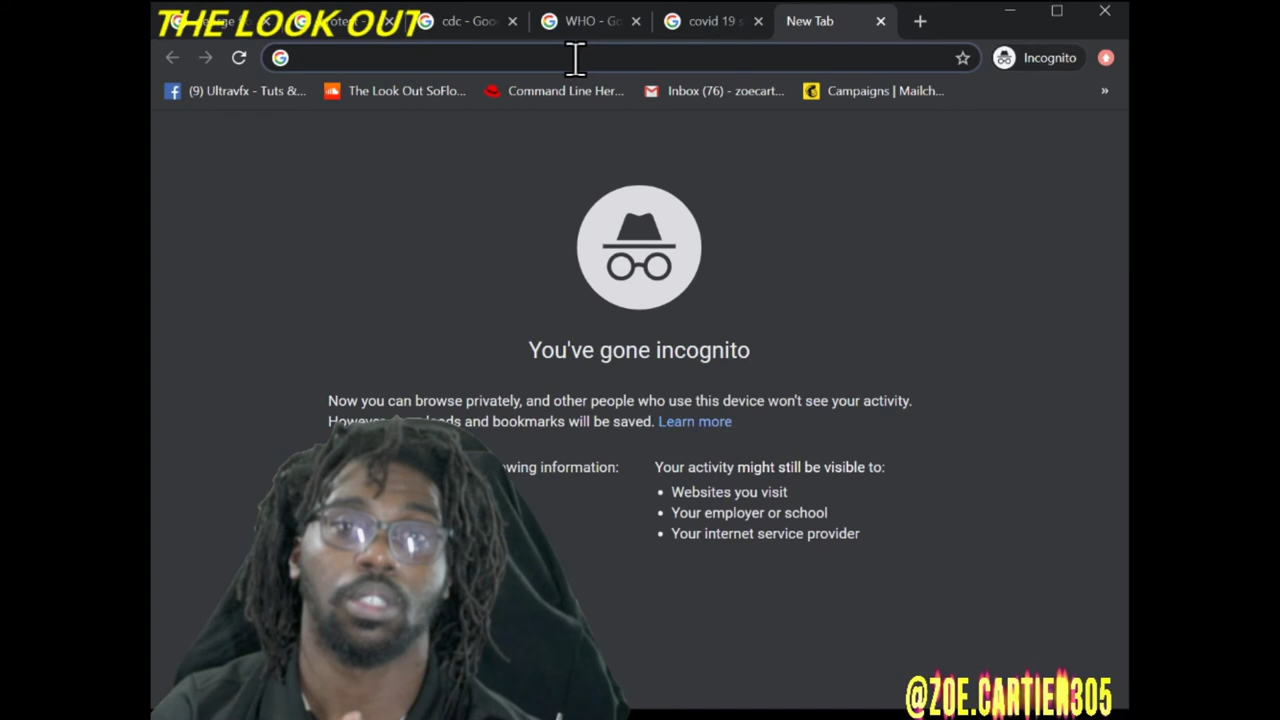 THE LOOK OUT
cdc - Goo
WHO - Go
covid 19 s
New Tab
Incognito
(9) Ultravfx - Tuts &...
The Look Out SoFlo...
Command Line Her...
Inbox (76) - zoecart...
Campaigns | Mailch...
»
You've gone incognito
Now you can browse privately, and other people who use this device won't see your activity.
and bookmarks will be saved. Learn more
information:
Your activity might still be visible to:
• Websites you visit
• Your employer or school
• Your internet service provider
@ZOE.CARTIER305